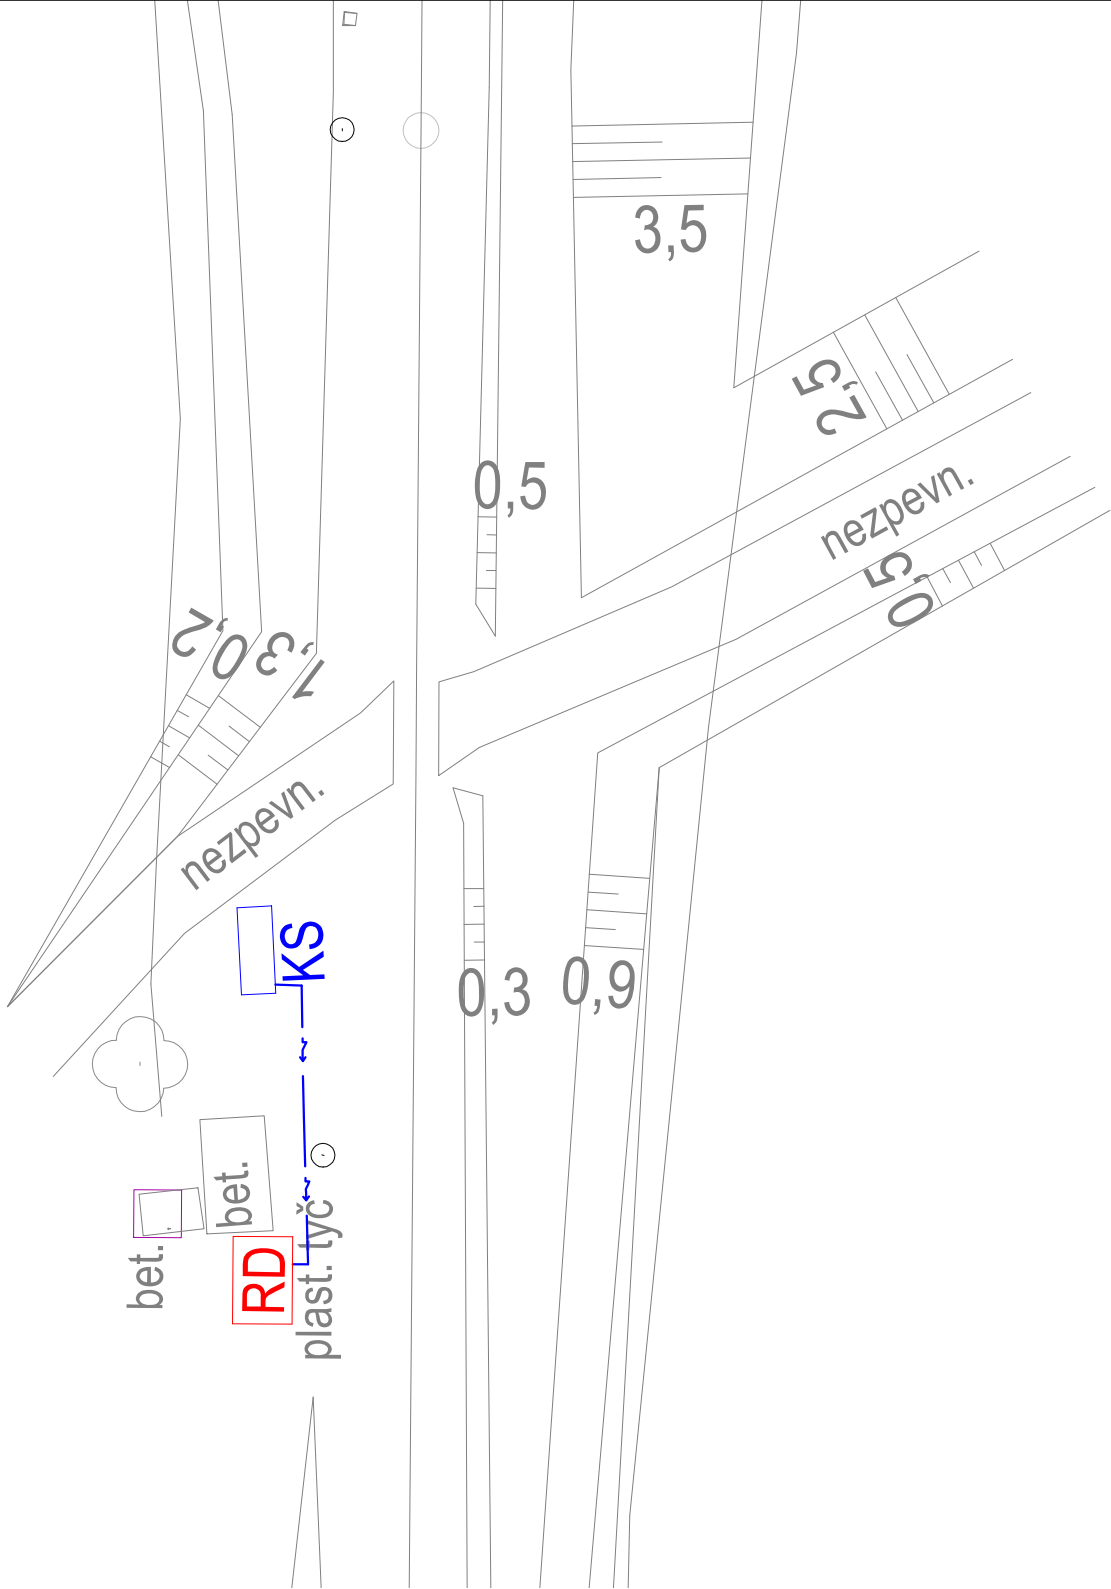 3,5
2,5
0,5
nezpevn.
0,5
0,2
1,3
nezpevn.
KS
0,3
0,9
bet.
bet.
RD
plast. tyč